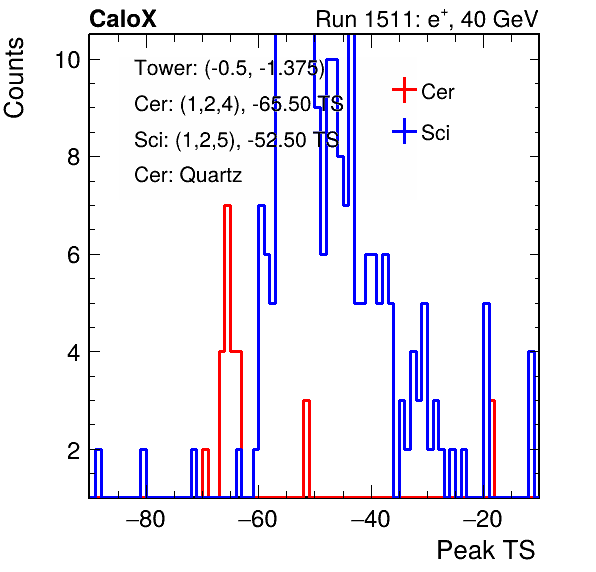 CaloX Run 1511: e+, 40 GeV
Counts
10
8
6
4
2
Tower: (-0.5, -1.375)
Cer: (1,2,4), -65.50 TS
Sci: (1,2,5), -52.50 TS
Cer: Quartz
Cer
Sci
−80 −60 −40 −20
Peak TS